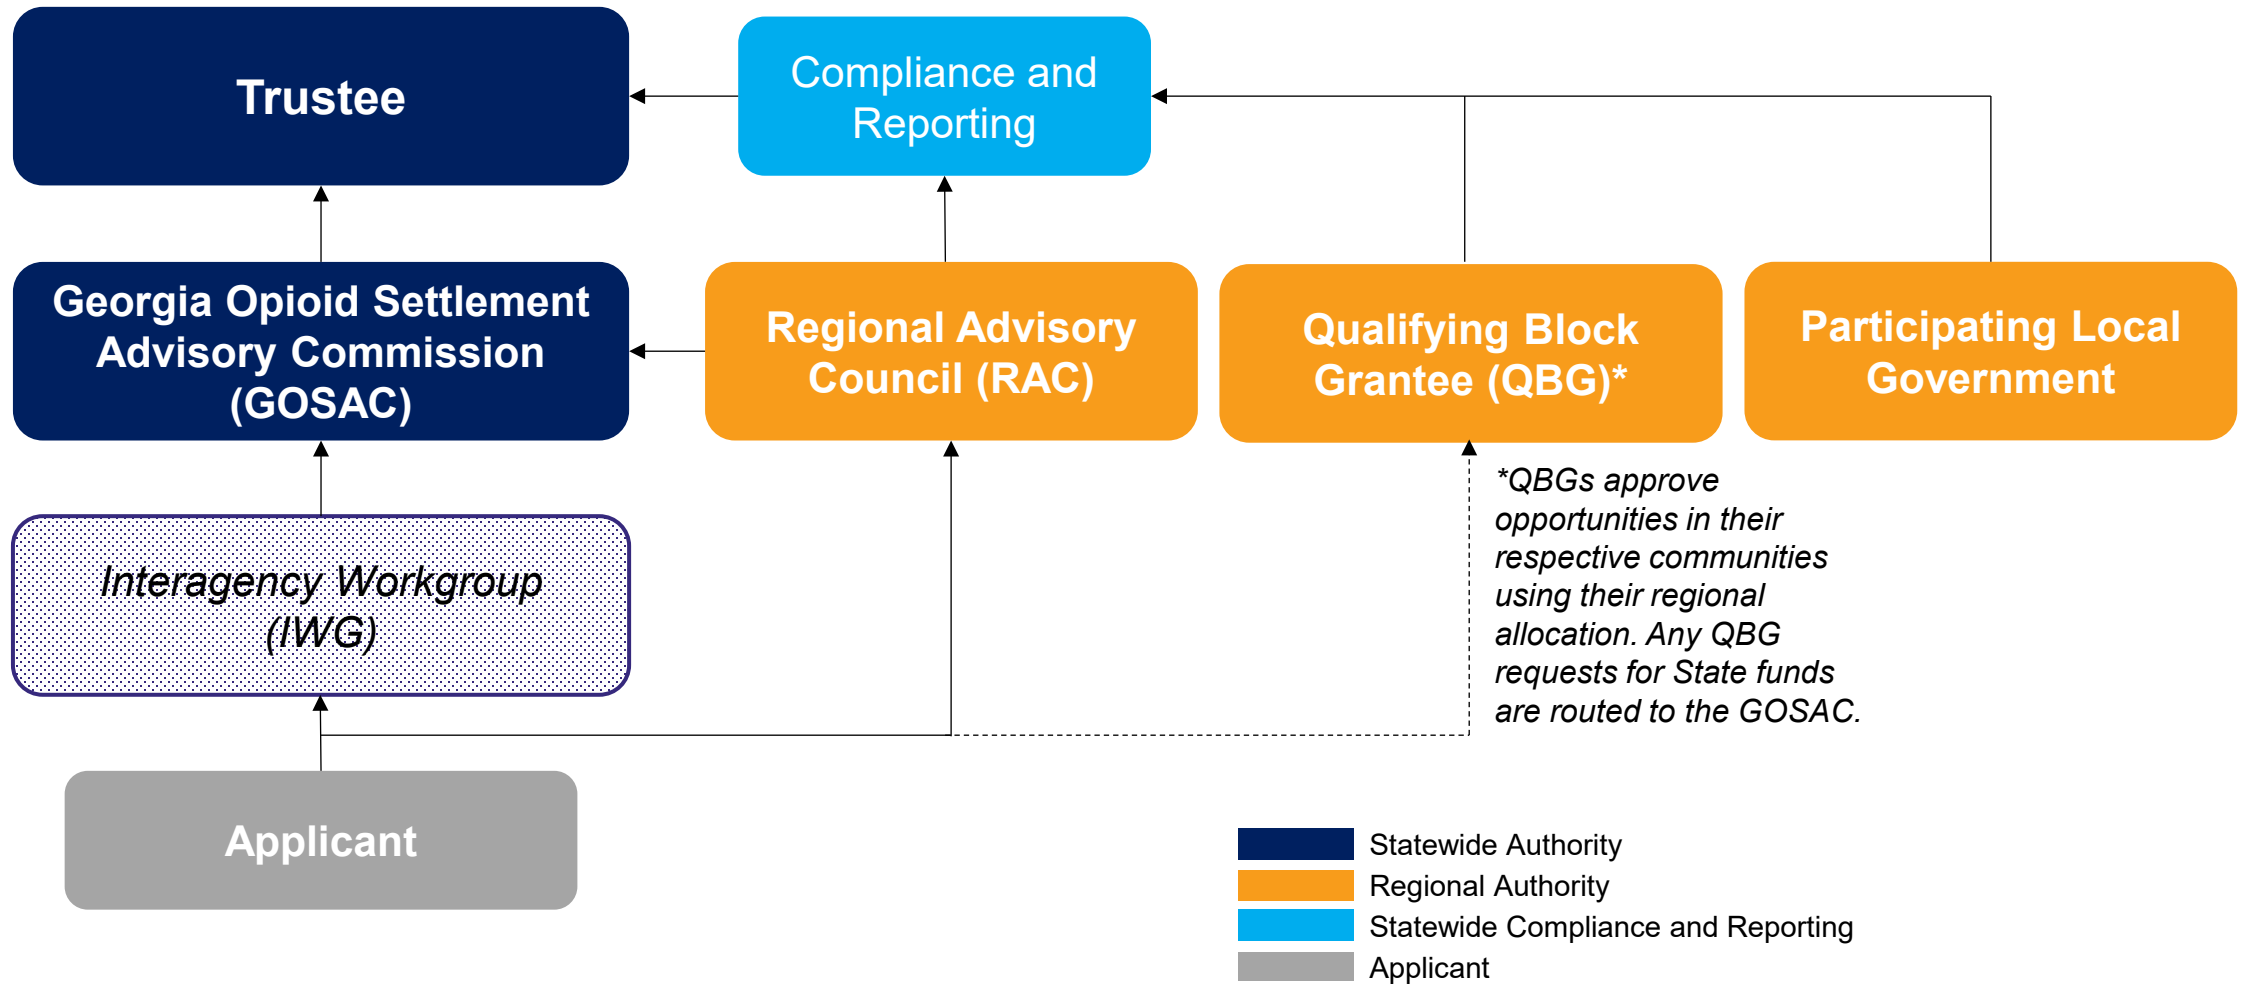 Trustee
Compliance and
Reporting
Georgia Opioid Settlement
Advisory Commission
(GOSAC)
Regional Advisory
Council (RAC)
Qualifying Block
Grantee (QBG)*
Participating Local
Government
*QBGs approve
opportunities in their
respective communities
using their regional
allocation. Any QBG
requests for State funds
are routed to the GOSAC.
Interagency Workgroup
(IWG)
Applicant
Statewide Authority
Regional Authority
Statewide Compliance and Reporting
Applicant